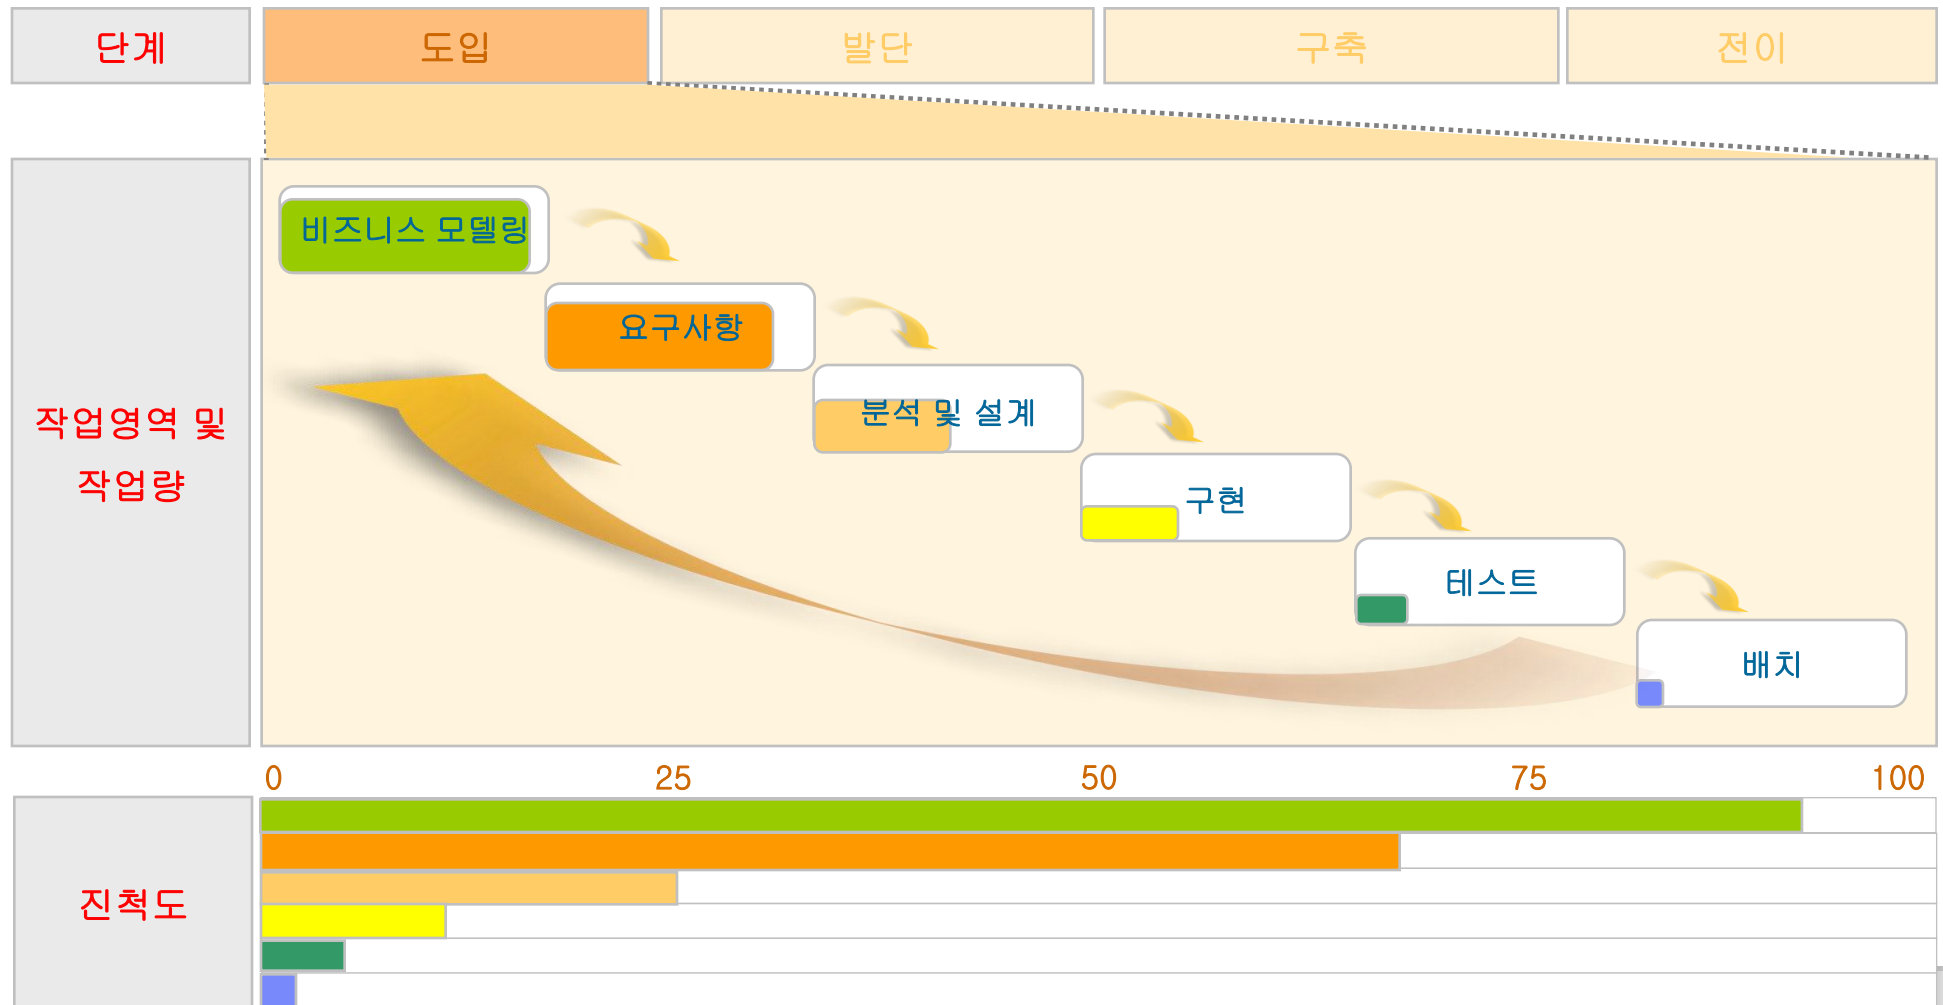 단계
도입
발단
구축
전이
작업영역 및
작업량
비즈니스 모델링
요구사항
분석 및 설계
구현
테스트
배치
0
25
50
75
100
진척도